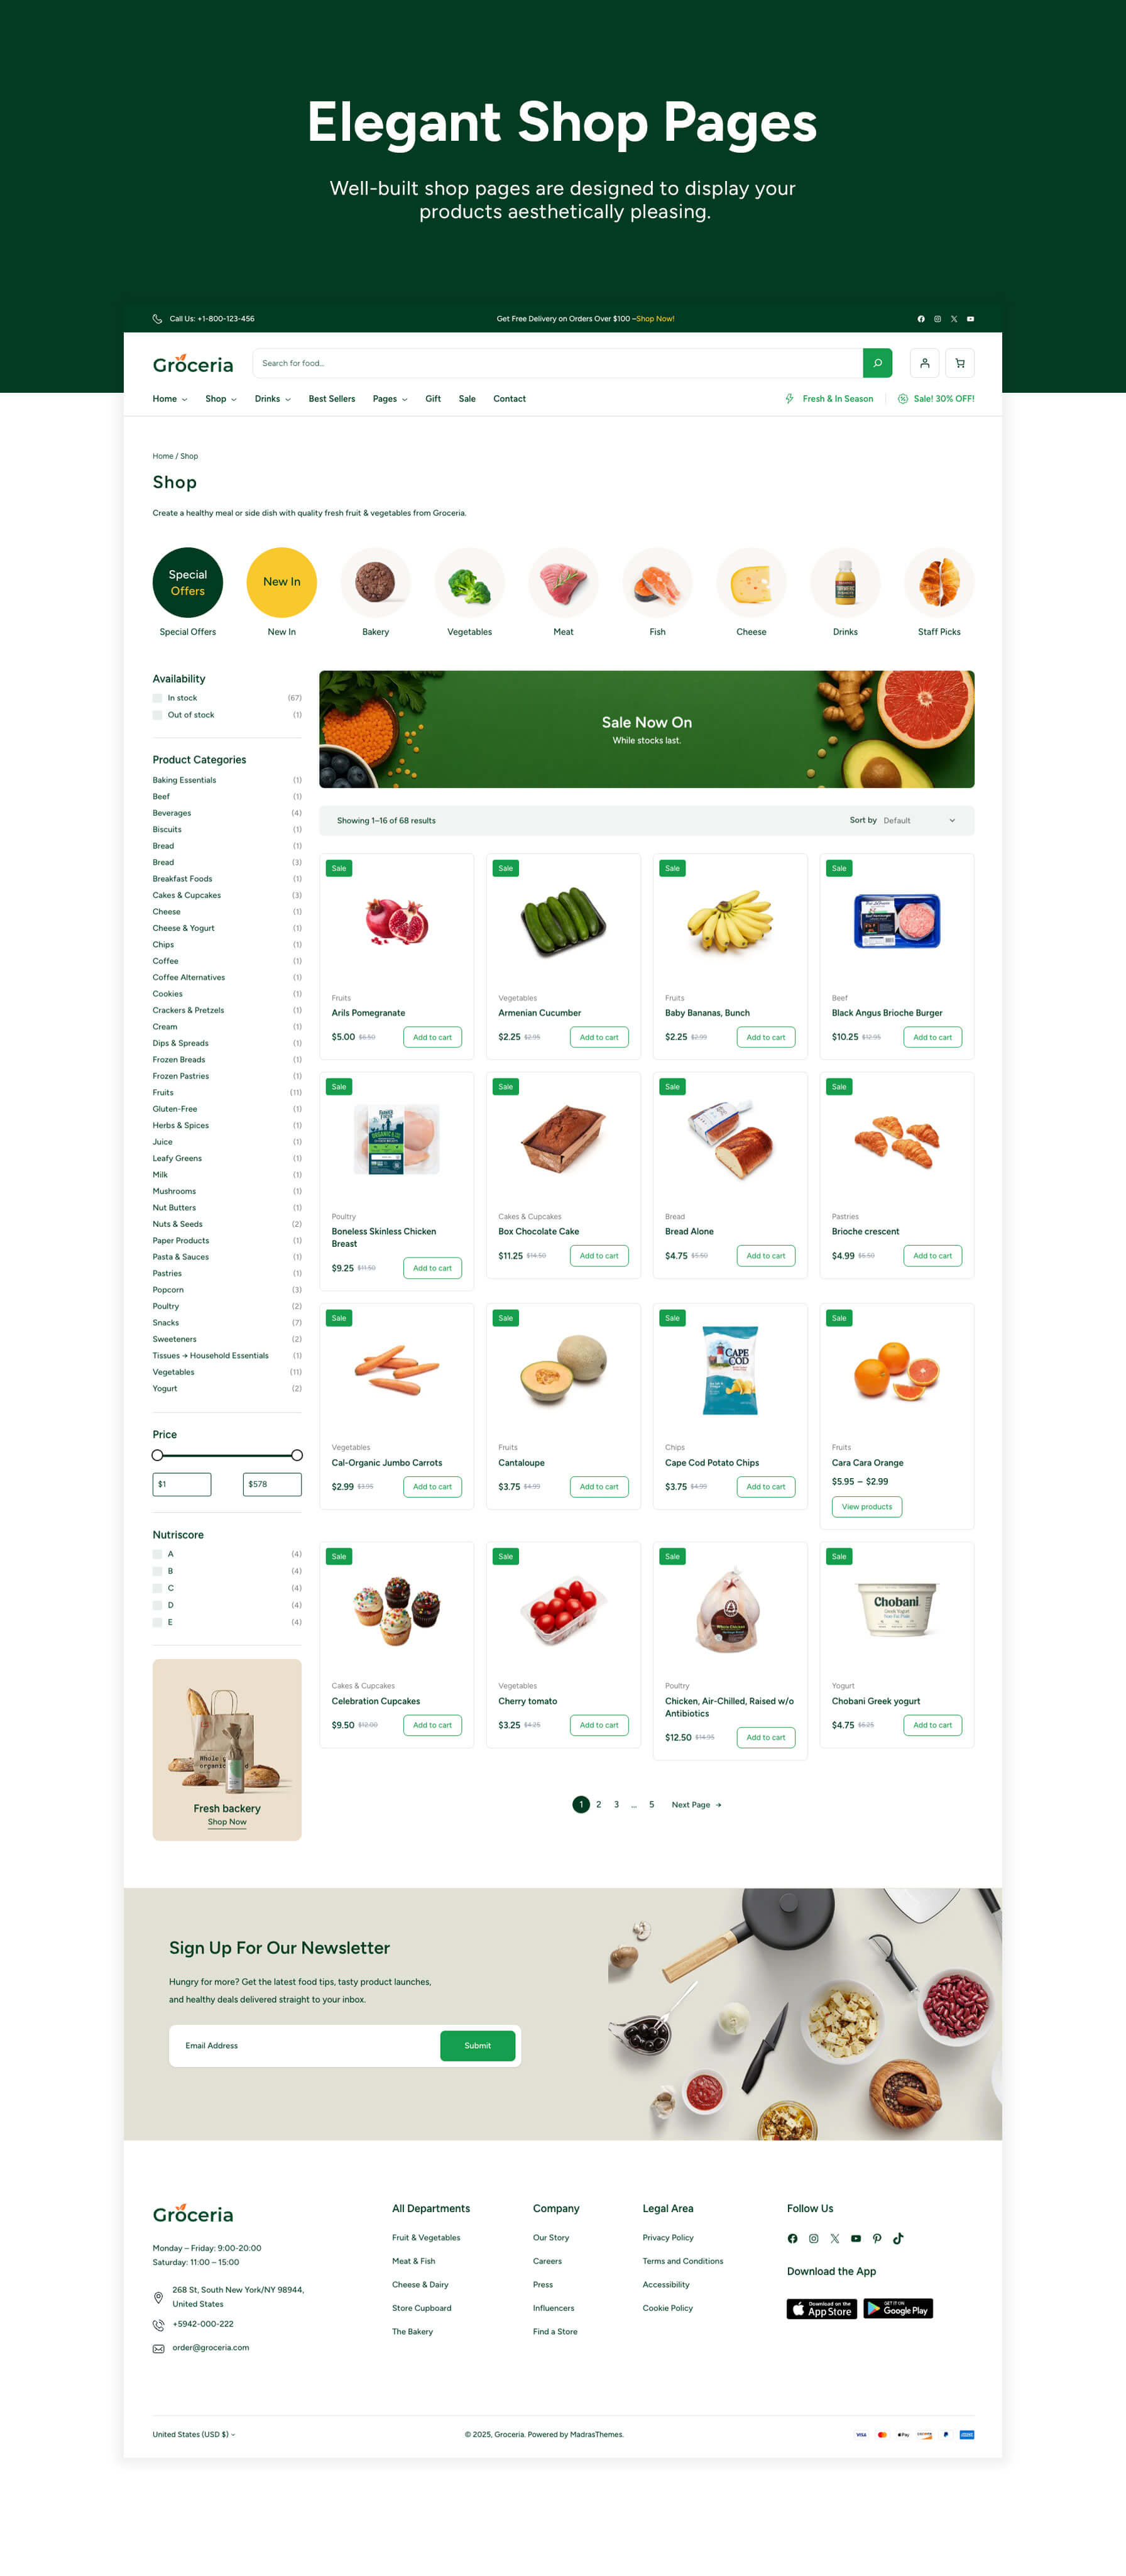 Elegant Shop Pages
Well-built shop pages are designed to display your
products aesthetically pleasing.
Call Us: +1-800-123-456
Get Free Delivery on Orders Over $100 –Shop Now!
Groceria
Search for food...
Home
Shop
Drinks
Best Sellers
Pages
Gift
Sale
Contact
Fresh & In Season
Sale! 30% OFF!
Home / Shop
Shop
Create a healthy meal or side dish with quality fresh fruit & vegetables from Groceria.
Special
Offers
New In
Special Offers
New In
Bakery
Vegetables
Meat
Fish
Cheese
Drinks
Staff Picks
Availability
In stock (67)
Out of stock (1)
Product Categories
Baking Essentials (1)
Beef (1)
Beverages (4)
Biscuits (1)
Bread (1)
Bread (3)
Breakfast Foods (1)
Cakes & Cupcakes (3)
Cheese (1)
Cheese & Yogurt (1)
Chips (1)
Coffee (1)
Coffee Alternatives (1)
Cookies (1)
Crackers & Pretzels (1)
Cream (1)
Dips & Spreads (1)
Frozen Breads (1)
Frozen Pastries (1)
Fruits (11)
Gluten-Free (1)
Herbs & Spices (1)
Juice (1)
Leafy Greens (1)
Milk (1)
Mushrooms (1)
Nut Butters (1)
Nuts & Seeds (2)
Paper Products (1)
Pasta & Sauces (1)
Pastries (1)
Popcorn (3)
Poultry (2)
Snacks (7)
Sweeteners (2)
Tissues → Household Essentials (1)
Vegetables (11)
Yogurt (2)
Price
$1
$578
Nutriscore
A (4)
B (4)
C (4)
D (4)
E (4)
Whole
organic
Fresh backery
Shop Now
Sale Now On
While stocks last.
Showing 1–16 of 68 results
Sort by Default
Sale
Fruits
Arils Pomegranate
$5.00 $6.50
Add to cart
Sale
Vegetables
Armenian Cucumber
$2.25 $2.95
Add to cart
Sale
Fruits
Baby Bananas, Bunch
$2.25 $2.99
Add to cart
Sale
Beef
Black Angus Brioche Burger
$10.25 $12.95
Add to cart
Sale
ORGANIC
Poultry
Boneless Skinless Chicken
Breast
$9.25 $11.50
Add to cart
Sale
Cakes & Cupcakes
Box Chocolate Cake
$11.25 $14.50
Add to cart
Sale
Bread
Bread Alone
$4.75 $5.50
Add to cart
Sale
Pastries
Brioche crescent
$4.99 $6.50
Add to cart
Sale
Vegetables
Cal-Organic Jumbo Carrots
$2.99 $3.95
Add to cart
Sale
Fruits
Cantaloupe
$3.75 $4.99
Add to cart
Sale
CAPE
COD
Chips
Cape Cod Potato Chips
$3.75 $4.99
Add to cart
Sale
Fruits
Cara Cara Orange
$5.95 – $2.99
View products
Sale
Cakes & Cupcakes
Celebration Cupcakes
$9.50 $12.00
Add to cart
Sale
Vegetables
Cherry tomato
$3.25 $4.25
Add to cart
Sale
Whole Chicken
Poultry
Chicken, Air-Chilled, Raised w/o
Antibiotics
$12.50 $14.95
Add to cart
Sale
Chobani
Greek Yogurt
Yogurt
Chobani Greek yogurt
$4.75 $6.25
Add to cart
1 2 3 ... 5 Next Page →
Sign Up For Our Newsletter
Hungry for more? Get the latest food tips, tasty product launches,
and healthy deals delivered straight to your inbox.
Email Address
Submit
Groceria
Monday – Friday: 9:00-20:00
Saturday: 11:00 – 15:00
268 St, South New York/NY 98944,
United States
+5942-000-222
order@groceria.com
All Departments
Fruit & Vegetables
Meat & Fish
Cheese & Dairy
Store Cupboard
The Bakery
Company
Our Story
Careers
Press
Influencers
Find a Store
Legal Area
Privacy Policy
Terms and Conditions
Accessibility
Cookie Policy
Follow Us
Download the App
Download on the
App Store
GET IT ON
Google Play
United States (USD $)
© 2025, Groceria. Powered by MadrasThemes.
VISA
Pay